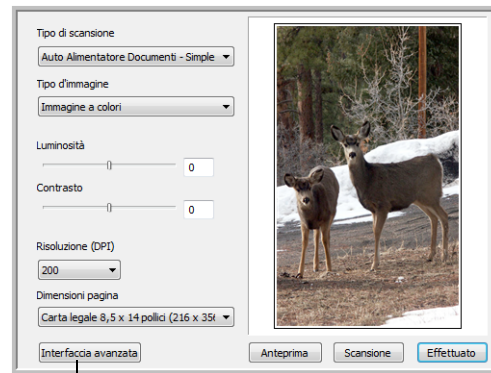 Tipo di scansione
Auto Alimentatore Documenti - Simple
Tipo d'immagine
Immagine a colori
Luminosità
0
Contrasto
0
Risoluzione (DPI)
200
Dimensioni pagina
Carta legale 8,5 x 14 pollici (216 x 356
Interfaccia avanzata
Anteprima
Scansione
Effettuato